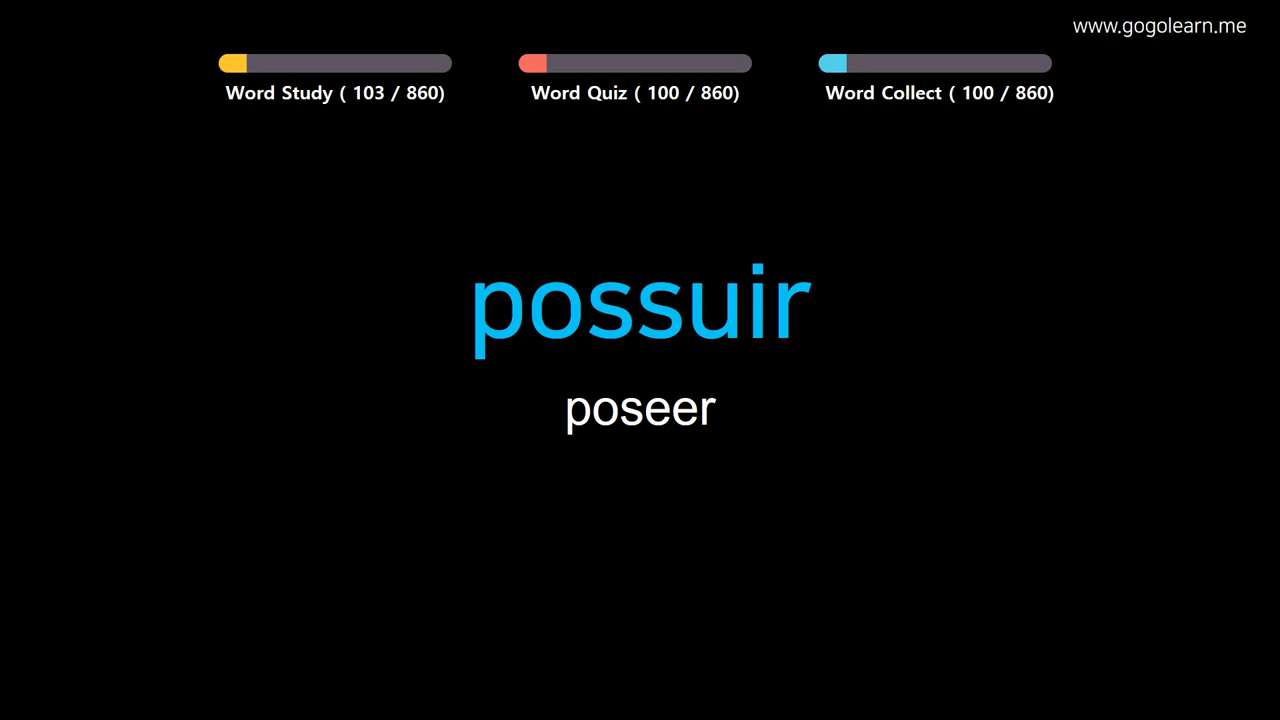 www.gogolearn.me
Word Study ( 103 / 860)
Word Quiz ( 100 / 860)
Word Collect ( 100 / 860)
possuir
poseer